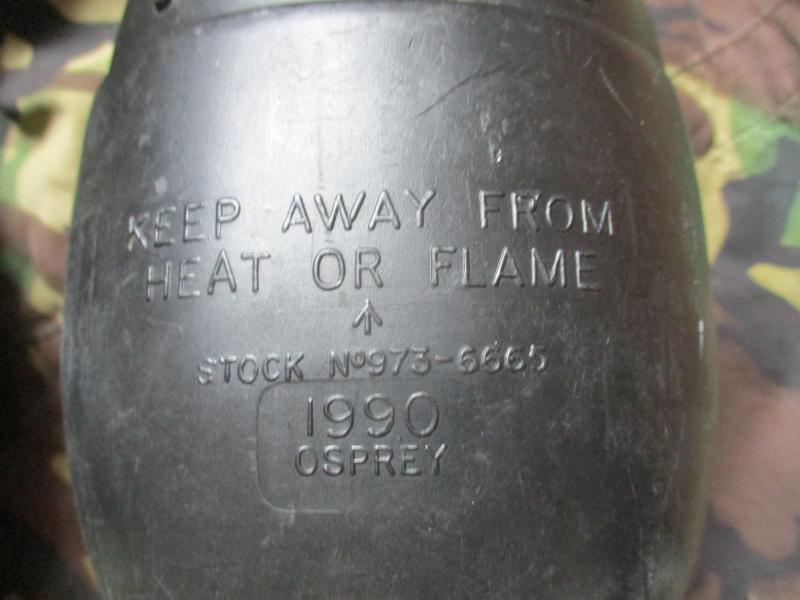 KEEP AWAY FROM
HEAT OR FLAME
↑
STOCK Nº973-6665
1990
OSPREY